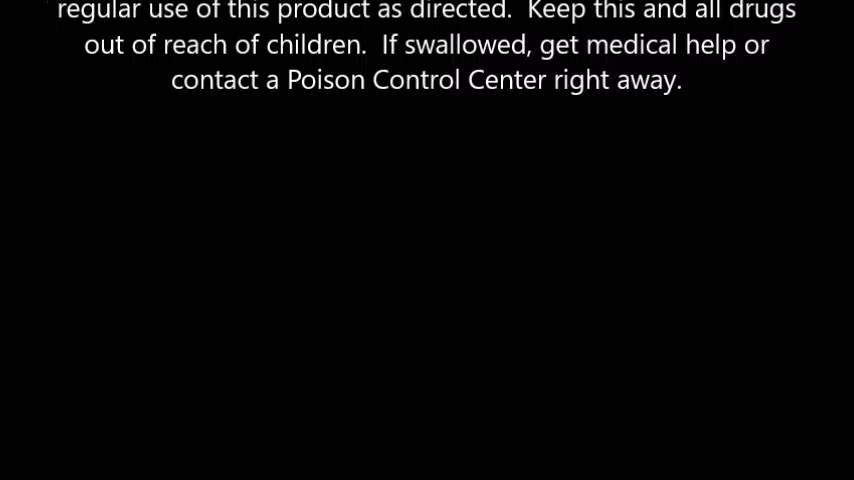 regular use of this product as directed.  Keep this and all drugs
out of reach of children.  If swallowed, get medical help or
contact a Poison Control Center right away.